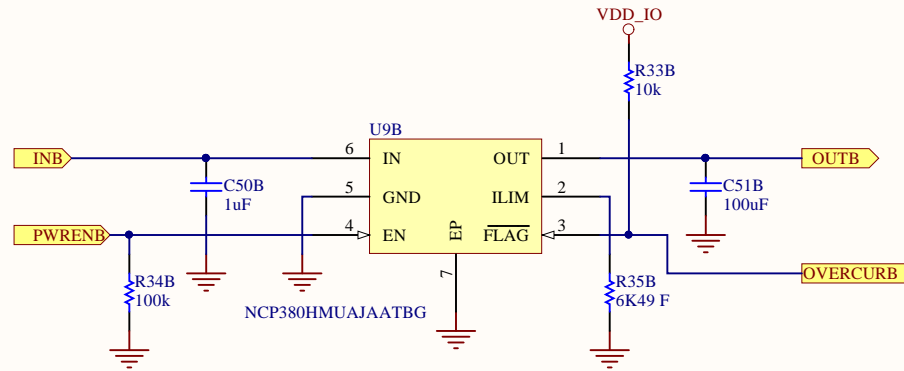 VDD_IO
R33B
10k
U9B
INB
6
IN
OUT
1
OUTB
C50B
1uF
5
GND
ILIM
2
C51B
100uF
PWRENB
4
EN
EP
FLAG
3
7
R34B
100k
OVERCURB
R35B
6K49 F
NCP380HMUAJAATBG